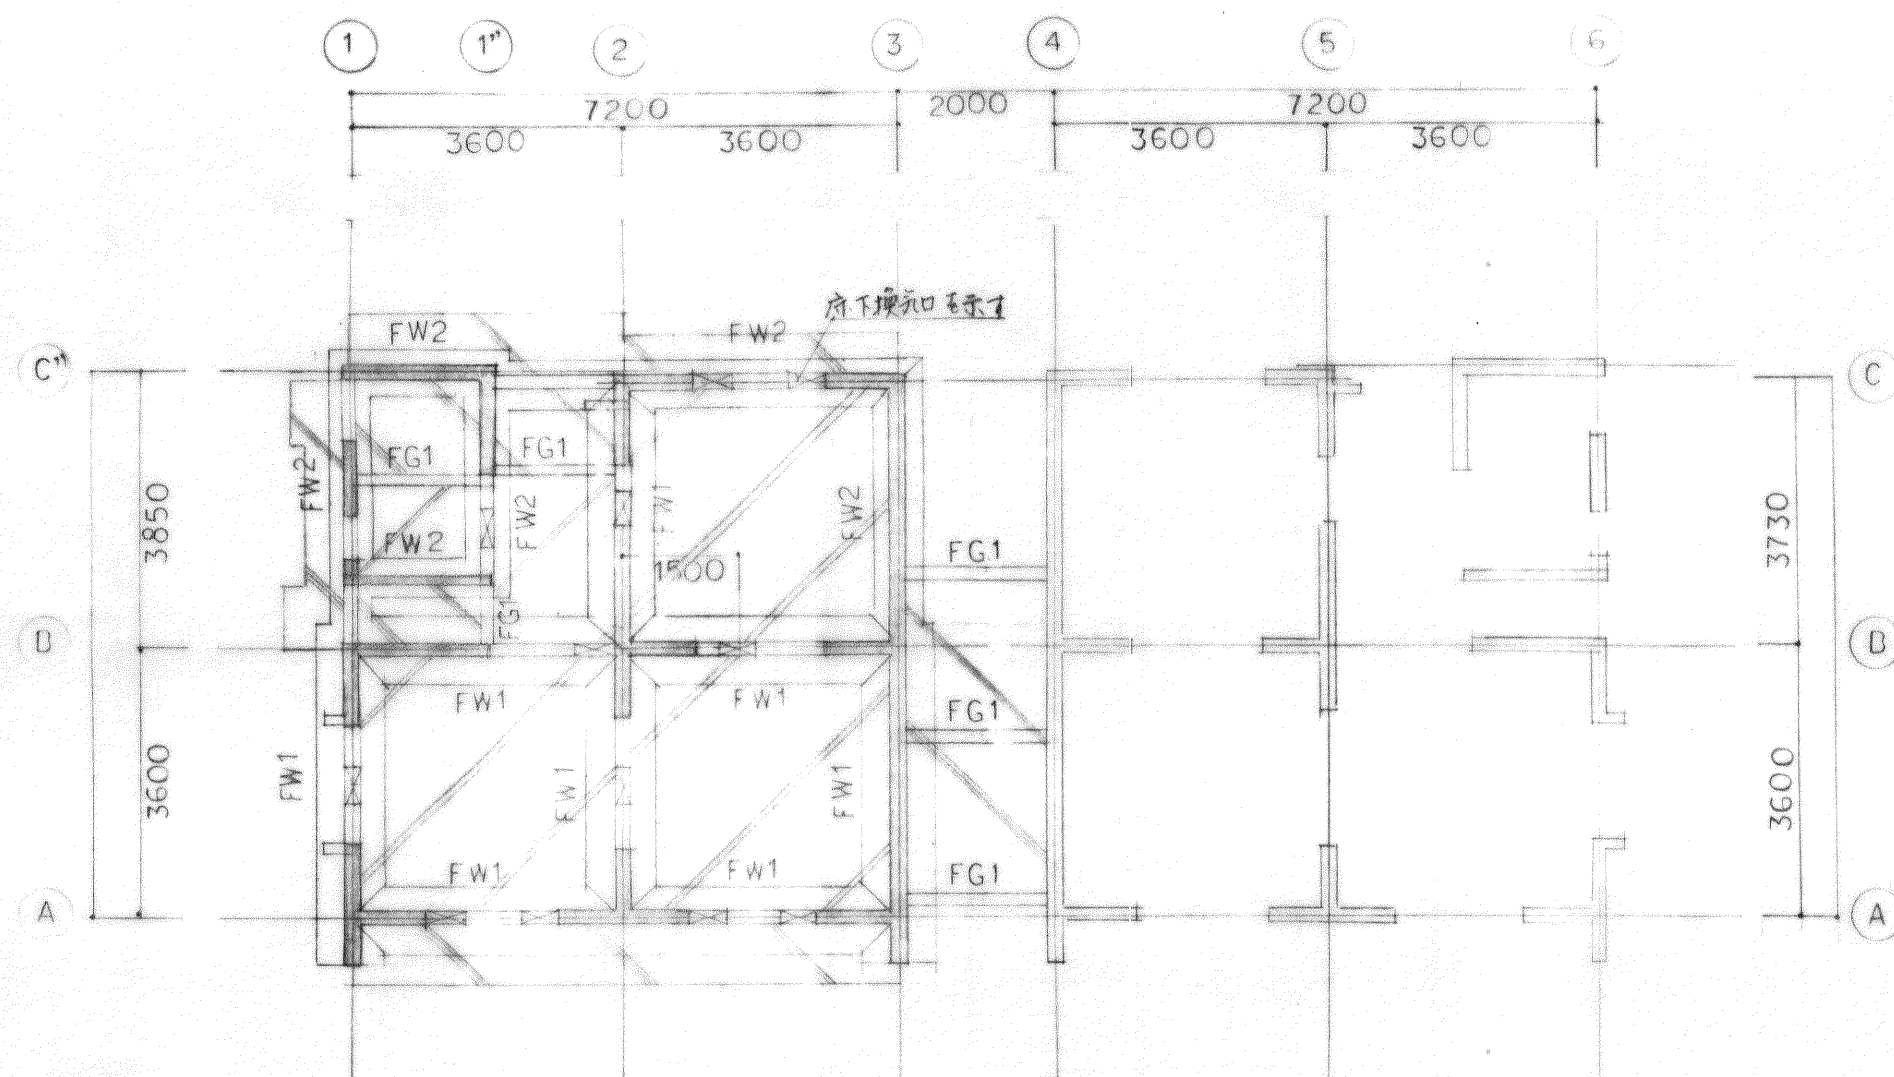 1 1" 2 3 4 5 6
7200 2000 7200
3600 3600 3600 3600
床下換気口を示す
FW2 FW2
C" C
FG1 FG1
FW2 FW2 FW1 FW2
3850 3730
FW2 FG1
1500
FG1
B B
FW1 FW1 FG1
FW1 FW1 FW1
3600 3600
FW1 FW1 FG1
A A